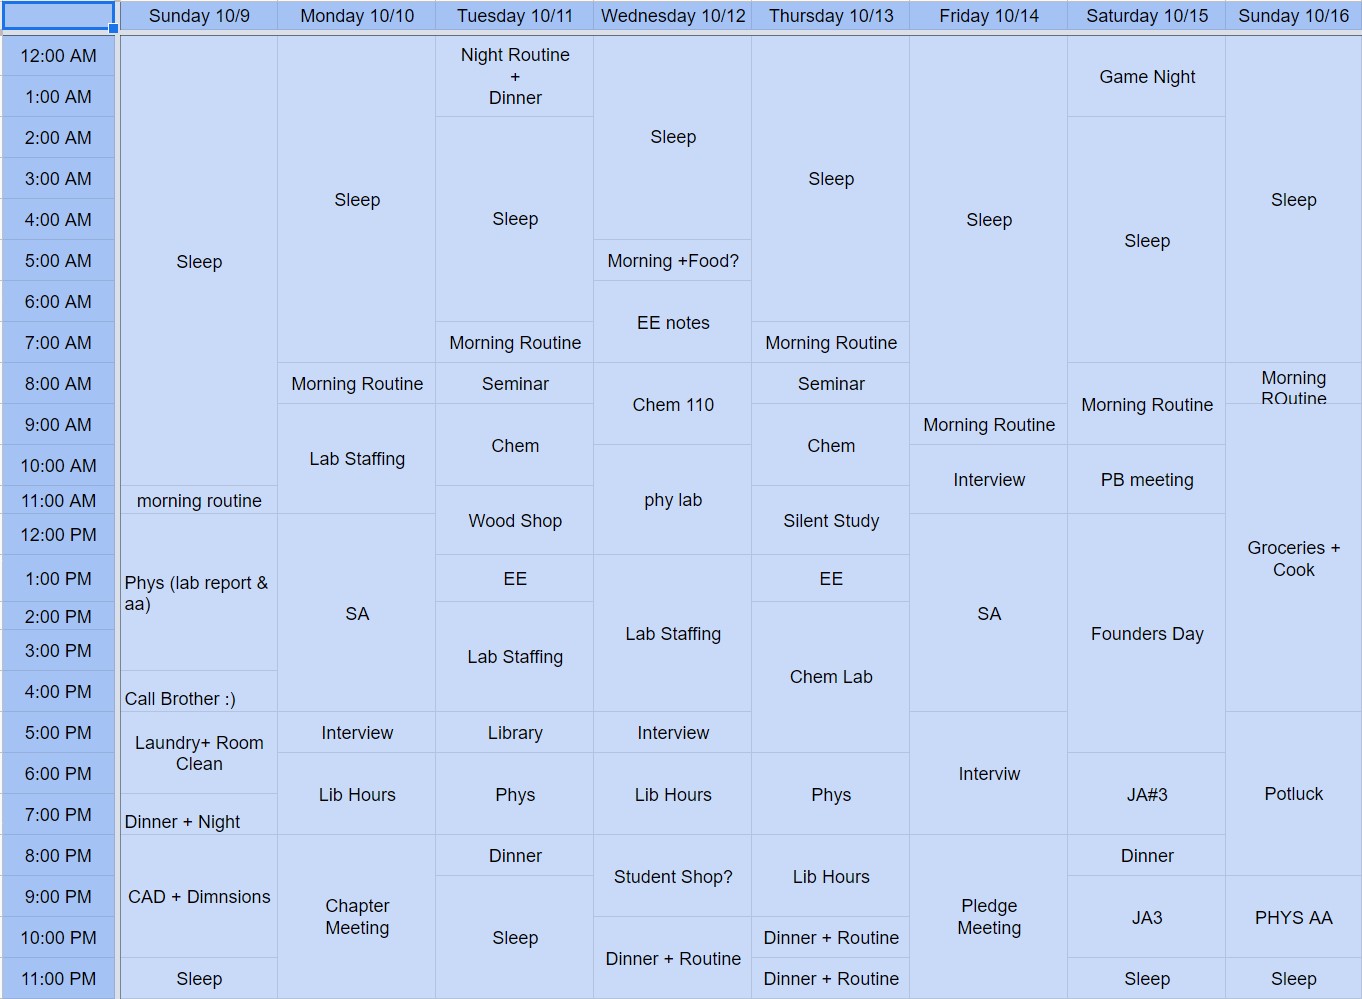 Sunday 10/9 Monday 10/10 Tuesday 10/11 Wednesday 10/12 Thursday 10/13 Friday 10/14 Saturday 10/15 Sunday 10/16
12:00 AM Night Routine
+
Dinner
Game Night
1:00 AM
2:00 AM Sleep
3:00 AM Sleep
Sleep Sleep
4:00 AM Sleep Sleep Sleep
5:00 AM Sleep Morning +Food?
6:00 AM
EE notes
7:00 AM Morning Routine Morning Routine
8:00 AM Morning Routine Seminar Seminar Morning
ROutine
Chem 110 Morning Routine
9:00 AM Morning Routine
Chem Chem
10:00 AM Lab Staffing
Interview PB meeting
11:00 AM morning routine phy lab
12:00 PM Wood Shop Silent Study
Groceries +
Cook
1:00 PM Phys (lab report &
aa)
EE EE
2:00 PM SA SA
3:00 PM Lab Staffing Lab Staffing Founders Day
4:00 PM Call Brother :) Chem Lab
5:00 PM Interview Library Interview
Laundry+ Room
Clean
6:00 PM Interviw
Lib Hours Phys Lib Hours Phys JA#3 Potluck
7:00 PM Dinner + Night
8:00 PM Dinner Dinner
Student Shop? Lib Hours
9:00 PM CAD + Dimnsions
Chapter
Meeting
Pledge
Meeting
JA3 PHYS AA
10:00 PM Sleep Dinner + Routine
Dinner + Routine
11:00 PM Sleep Dinner + Routine Sleep Sleep